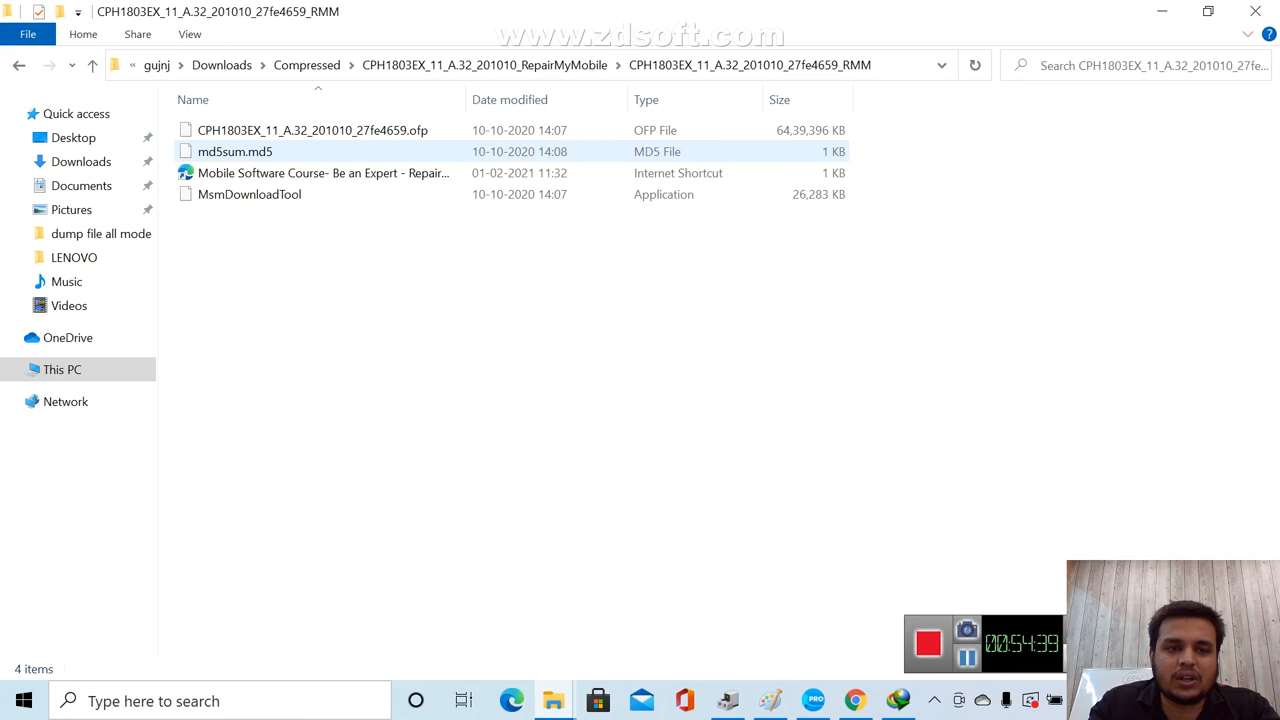 CPH1803EX_11_A.32_201010_27fe4659_RMM
www.zdsoft.com
File Home Share View
« gujnj > Downloads > Compressed > CPH1803EX_11_A.32_201010_RepairMyMobile > CPH1803EX_11_A.32_201010_27fe4659_RMM
Search CPH1803EX_11_A.32_201010_27fe...
Name Date modified Type Size
CPH1803EX_11_A.32_201010_27fe4659.ofp 10-10-2020 14:07 OFP File 64,39,396 KB
md5sum.md5 10-10-2020 14:08 MD5 File 1 KB
Mobile Software Course- Be an Expert - Repair... 01-02-2021 11:32 Internet Shortcut 1 KB
MsmDownloadTool 10-10-2020 14:07 Application 26,283 KB
Quick access
Desktop
Downloads
Documents
Pictures
dump file all mode
LENOVO
Music
Videos
OneDrive
This PC
Network
00:54:39
4 items
Type here to search
PRO